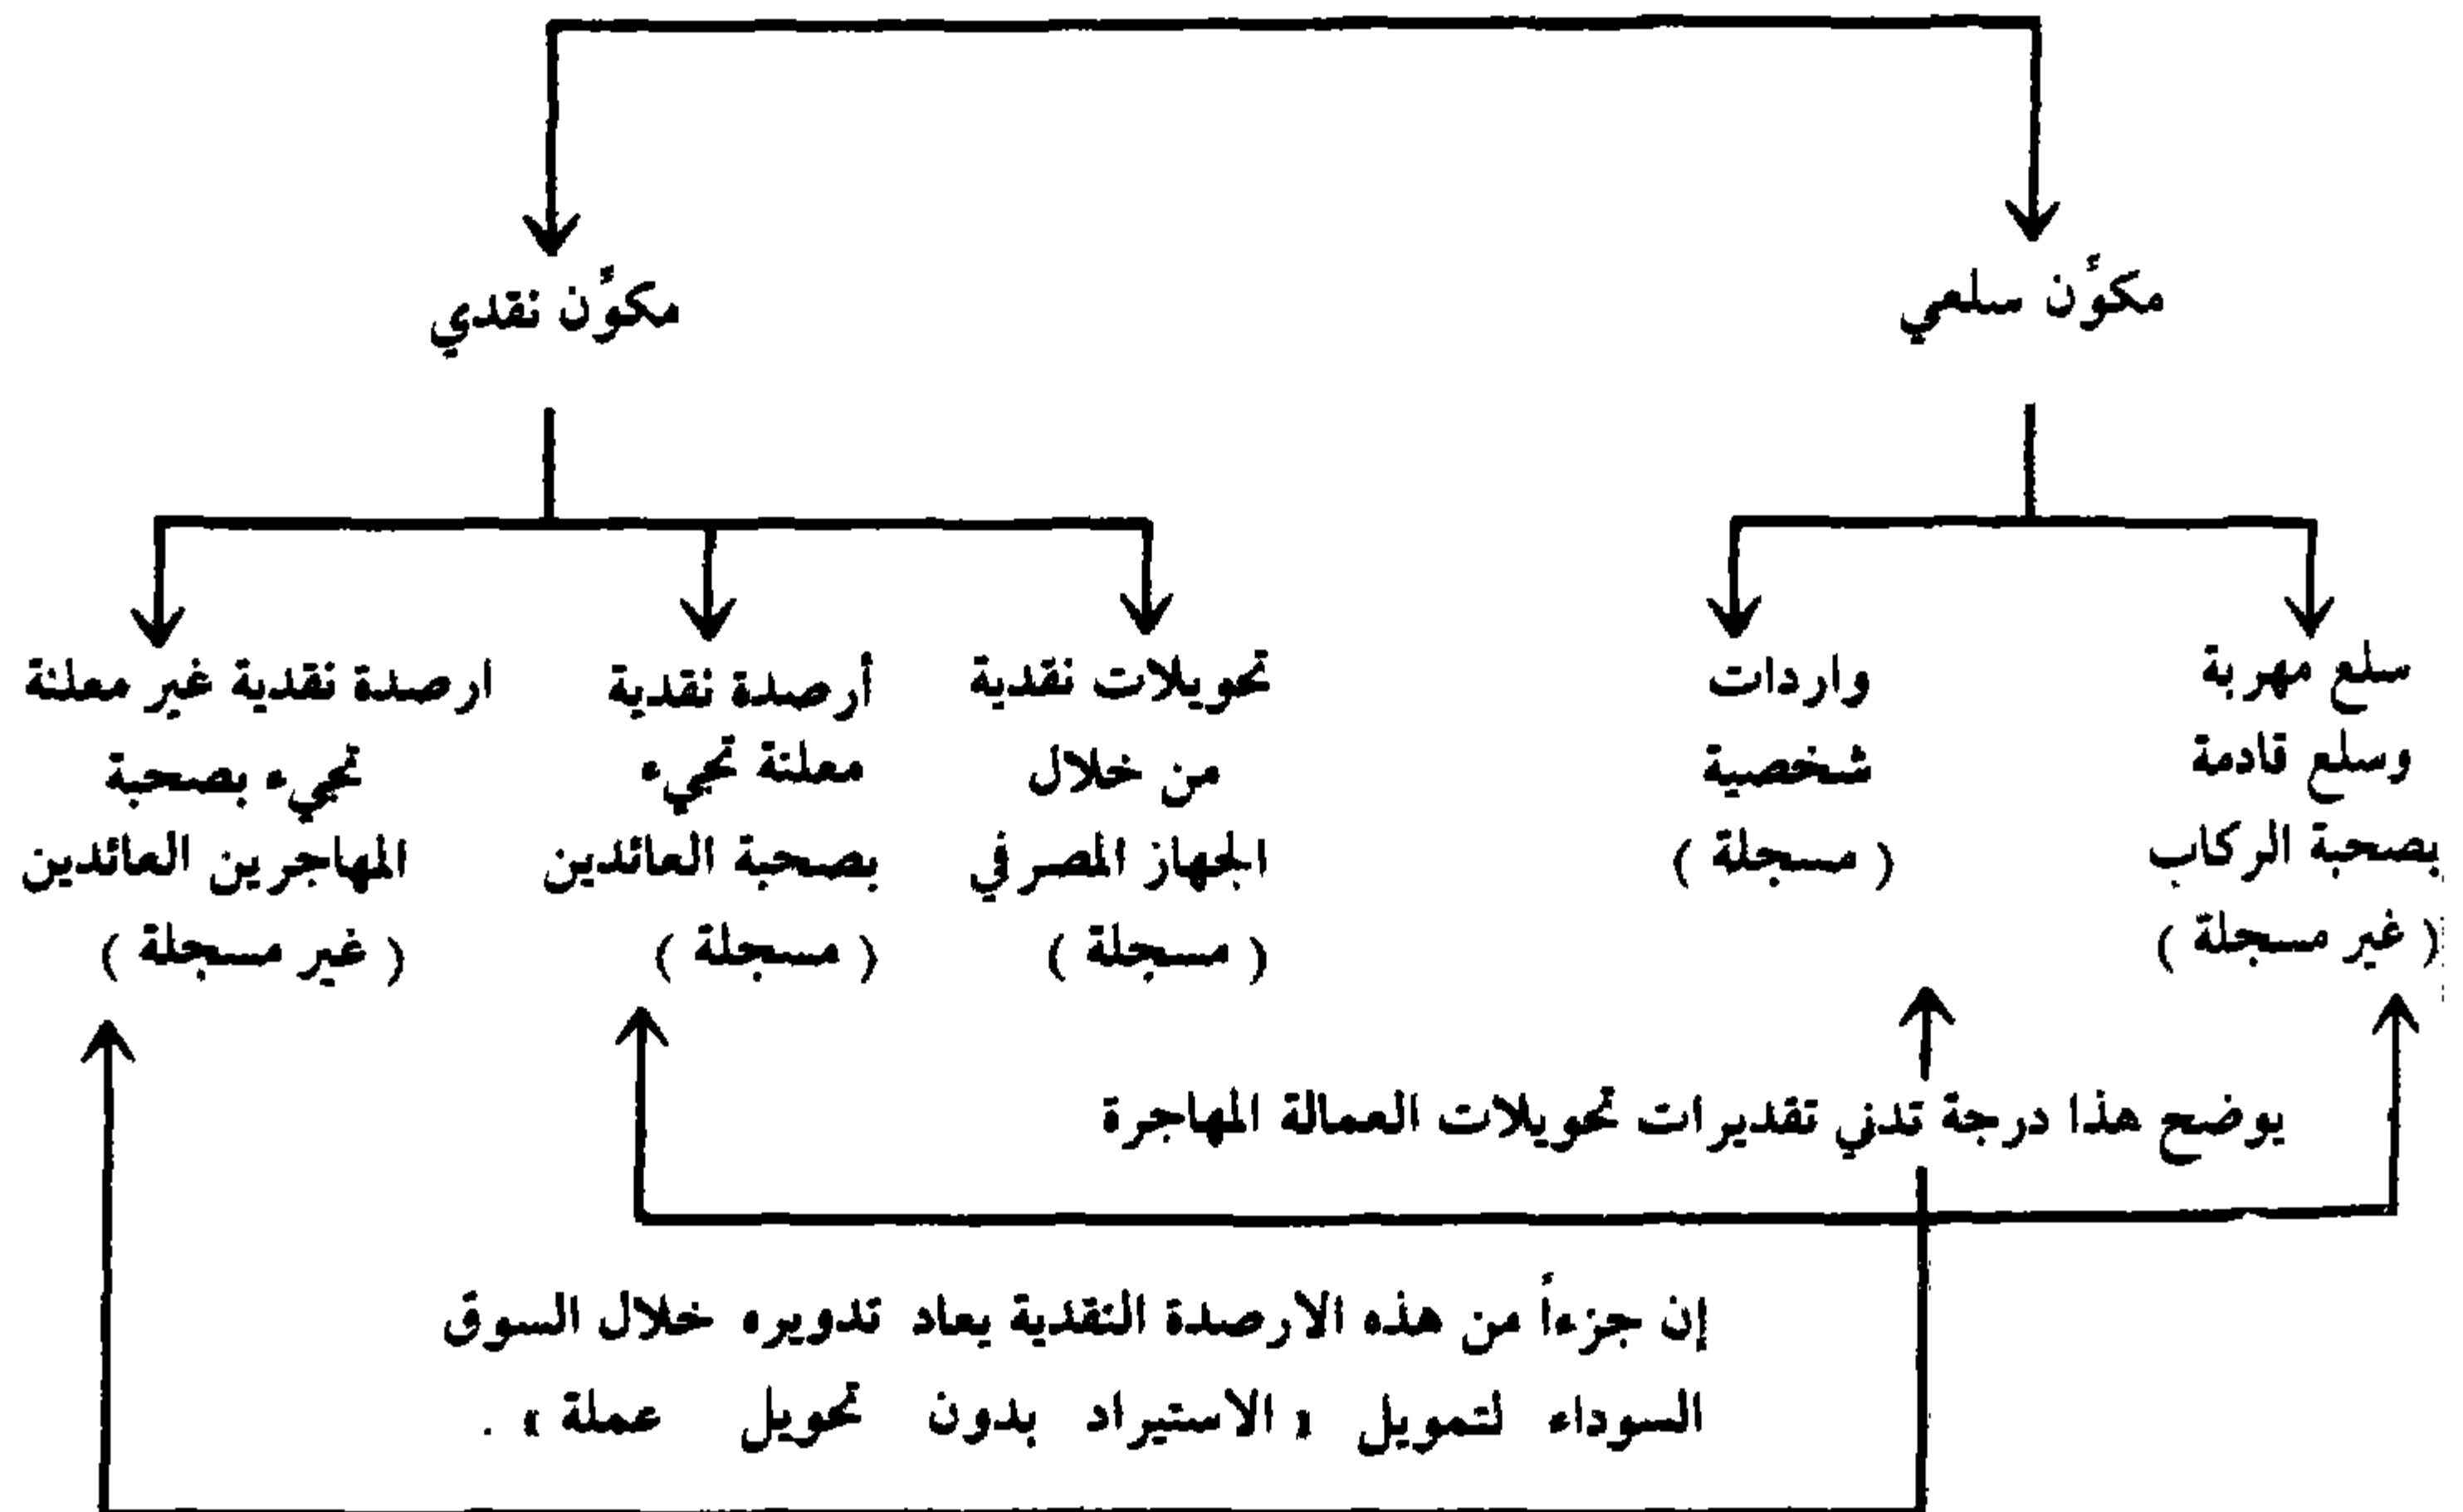 مكوَّن سلعي
مكوَّن نقدي
سلع مهربة
وسلع قادمة
بصحبة الركاب
(غير مسجلة)
واردات
شخصية
(مسجلة)
تحويلات نقدية
من خلال
الجهاز المصرفي
(مسجلة)
أرصدة نقدية
معلنة تجيء
بصحبة العائدين
(مسجلة)
ارصدة نقدية غير معلنة
تجيء بصحبة
المهاجرين العائدين
(غير مسجلة)
يوضح هذا درجة تدني تقديرات تحويلات العمالة المهاجرة
إن جزءاً من هذه الارصدة النقدية يعاد تدويره خلال السوق
السوداء لتمويل «الاستيراد بدون تحويل عملة» .